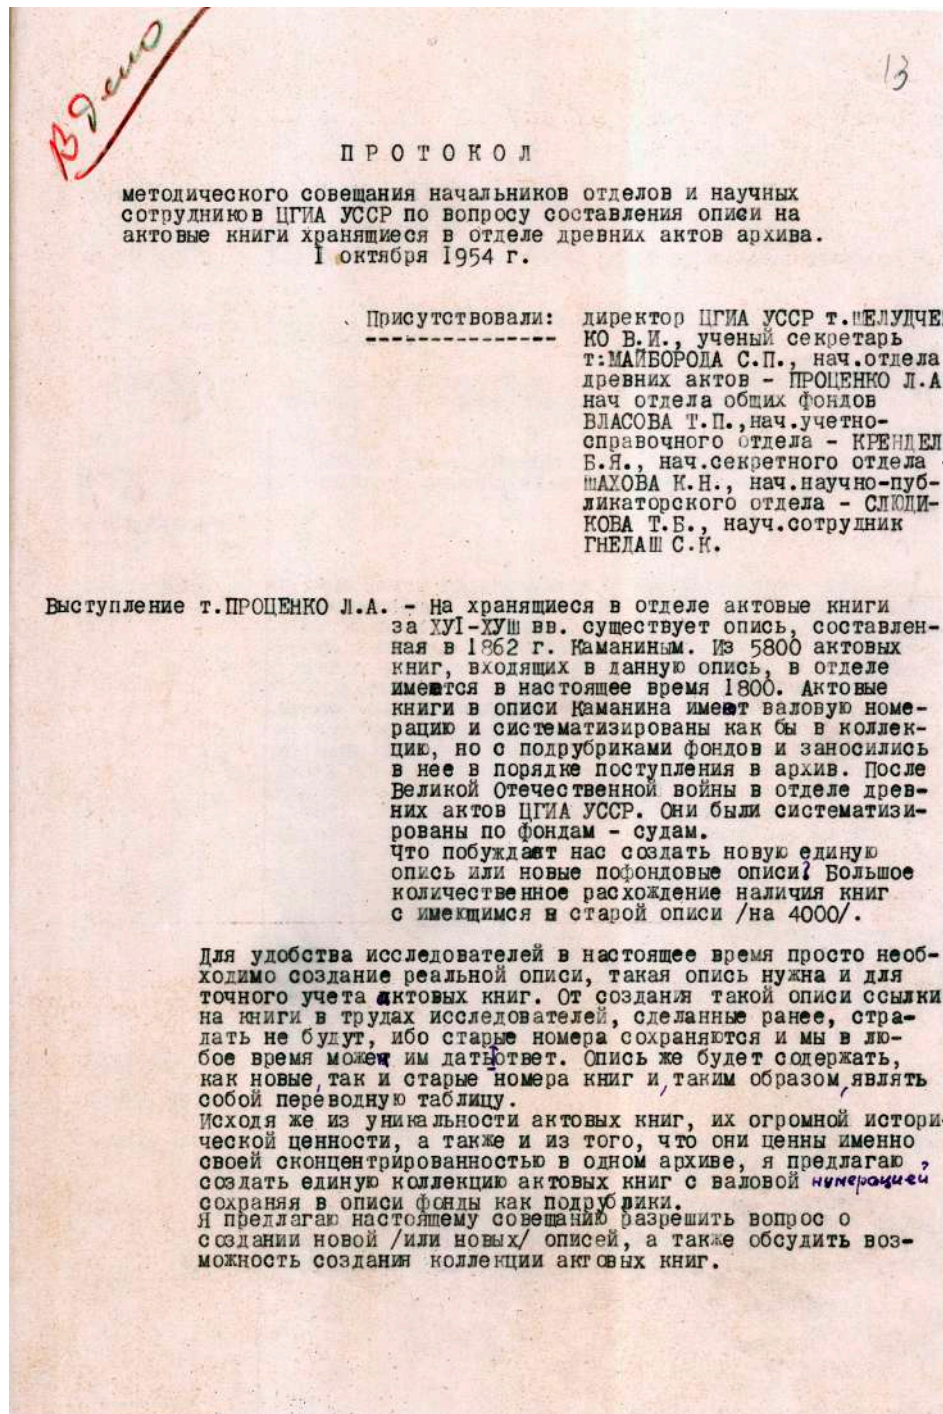 В дело
13
ПРОТОКОЛ
методического совещания начальников отделов и научных
сотрудников ЦГИА УССР по вопросу составления описи на
актовые книги хранящиеся в отделе древних актов архива.
I октября I954 г.
Присутствовали: директор ЦГИА УССР т.ШЕЛУДЧЕН
КО В.И., ученый секретарь
т:МАЙБОРОДА С.П., нач.отдела
древних актов - ПРОЦЕНКО Л.А
нач отдела общих фондов
ВЛАСОВА Т.П.,нач.учетно-
справочного отдела - КРЕНДЕЛ
Б.Я., нач.секретного отдела -
ШАХОВА К.Н., нач.научно-пуб-
ликаторского отдела - СЛЮДИ-
КОВА Т.Б., науч.сотрудник
ГНЕДАШ С.К.
Выступление т.ПРОЦЕНКО Л.А. - На хранящиеся в отделе актовые книги
за ХУI-ХУШ вв. существует опись, составлен-
ная в I862 г. Каманиным. Из 5800 актовых
книг, входящих в данную опись, в отделе
имеются в настоящее время I800. Актовые
книги в описи Каманина имеют валовую номе-
рацию и систематизированы как бы в коллек-
цию, но с подрубриками фондов и заносились
в нее в порядке поступления в архив. После
Великой Отечественной войны в отделе древ-
них актов ЦГИА УССР. Они были систематизи-
рованы по фондам - судам.
Что побуждает нас создать новую единую
опись или новые пофондовые описи? Большое
количественное расхождение наличия книг
с имеющимся в старой описи /на 4000/.
Для удобства исследователей в настоящее время просто необ-
ходимо создание реальной описи, такая опись нужна и для
точного учета актовых книг. От создания такой описи ссылки
на книги в трудах исследователей, сделанные ранее, стра-
дать не будут, ибо старые номера сохраняются и мы в лю-
бое время можем им дать ответ. Опись же будет содержать,
как новые, так и старые номера книг и, таким образом, являть
собой переводную таблицу.
Исходя же из уникальности актовых книг, их огромной истори-
ческой ценности, а также и из того, что они ценны именно
своей сконцентрированностью в одном архиве, я предлагаю
создать единую коллекцию актовых книг с валовой нумерацией,
сохраняя в описи фонды как подрублики.
Я предлагаю настоящему совещанию разрешить вопрос о
создании новой /или новых/ описей, а также обсудить воз-
можность создания коллекции актовых книг.